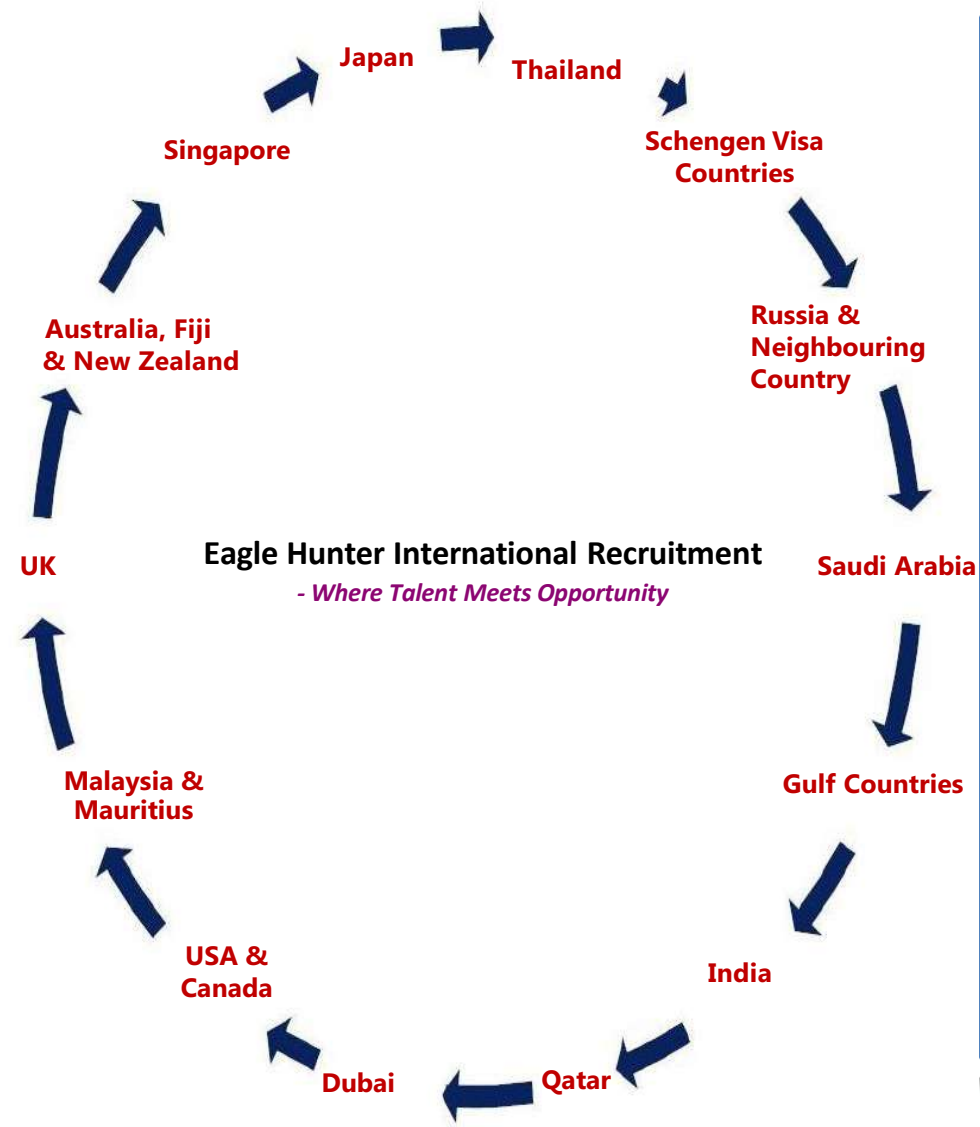 Japan
Thailand
Singapore
Schengen Visa
Countries
Australia, Fiji
& New Zealand
Russia &
Neighbouring
Country
UK
Eagle Hunter International Recruitment
- Where Talent Meets Opportunity
Saudi Arabia
Malaysia &
Mauritius
Gulf Countries
USA &
Canada
India
Dubai
Qatar